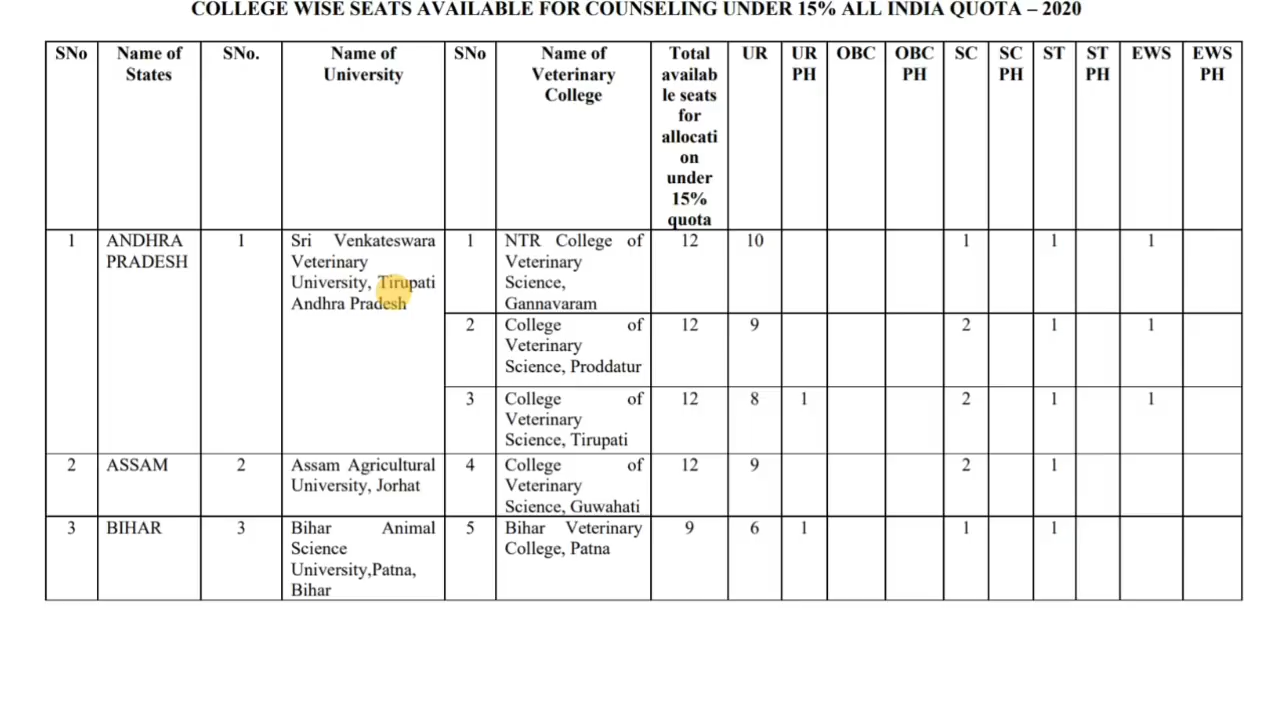 COLLEGE WISE SEATS AVAILABLE FOR COUNSELING UNDER 15% ALL INDIA QUOTA – 2020
SNo
Name of
States
SNo.
Name of
University
SNo
Name of
Veterinary
College
Total
availab
le seats
for
allocati
on
under
15%
quota
UR
UR
PH
OBC
OBC
PH
SC
SC
PH
ST
ST
PH
EWS
EWS
PH
1
ANDHRA
PRADESH
1
Sri Venkateswara
Veterinary
University, Tirupati
Andhra Pradesh
1
NTR College of
Veterinary
Science,
Gannavaram
12
10
1
1
1
2
College of
Veterinary
Science, Proddatur
12
9
2
1
1
3
College of
Veterinary
Science, Tirupati
12
8
1
2
1
1
2
ASSAM
2
Assam Agricultural
University, Jorhat
4
College of
Veterinary
Science, Guwahati
12
9
2
1
3
BIHAR
3
Bihar Animal
Science
University,Patna,
Bihar
5
Bihar Veterinary
College, Patna
9
6
1
1
1